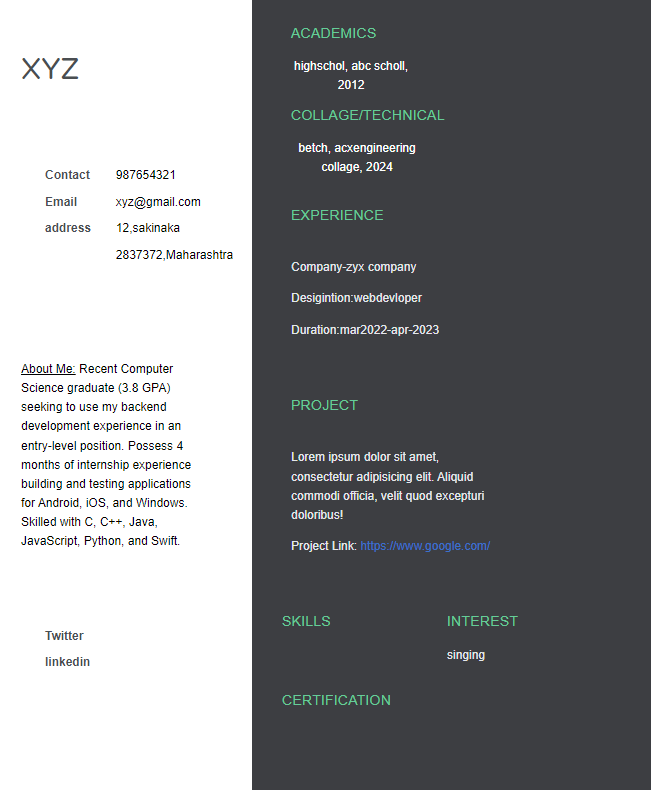 XYZ
Contact 987654321
Email xyz@gmail.com
address 12,sakinaka
2837372,Maharashtra
About Me: Recent Computer
Science graduate (3.8 GPA)
seeking to use my backend
development experience in an
entry-level position. Possess 4
months of internship experience
building and testing applications
for Android, iOS, and Windows.
Skilled with C, C++, Java,
JavaScript, Python, and Swift.
Twitter
linkedin
ACADEMICS
highschol, abc scholl,
2012
COLLAGE/TECHNICAL
betch, acxengineering
collage, 2024
EXPERIENCE
Company-zyx company
Desigintion:webdevloper
Duration:mar2022-apr-2023
PROJECT
Lorem ipsum dolor sit amet,
consectetur adipisicing elit. Aliquid
commodi officia, velit quod excepturi
doloribus!
Project Link: https://www.google.com/
SKILLS
INTEREST
singing
CERTIFICATION